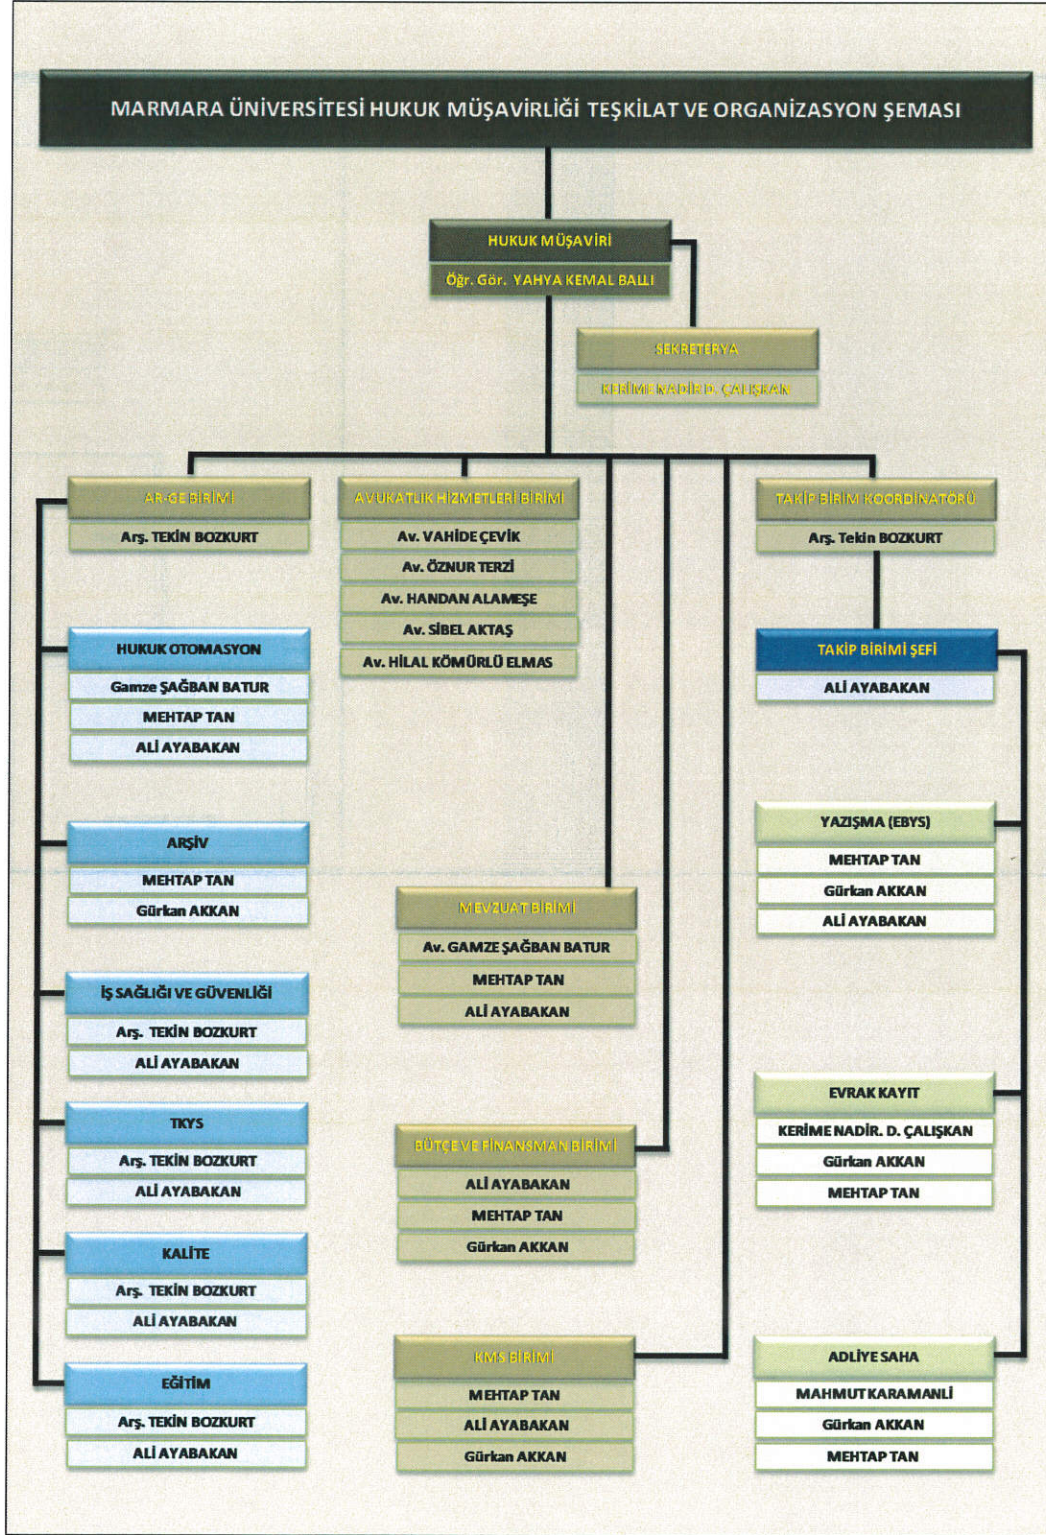 MARMARA ÜNİVERSİTESİ HUKUK MÜŞAVİRLİĞİ TEŞKİLAT VE ORGANİZASYON ŞEMASI
HUKUK MÜŞAVİRİ
Öğr. Gör. YAHYA KEMAL BALLI
SEKRETERYA
KERİME NADİR D. ÇALIŞKAN
AR-GE BİRİMİ
Arş. TEKİN BOZKURT
HUKUK OTOMASYON
Gamze ŞAĞBAN BATUR
MEHTAP TAN
ALİ AYABAKAN
ARŞİV
MEHTAP TAN
Gürkan AKKAN
İŞ SAĞLIĞI VE GÜVENLİĞİ
Arş. TEKİN BOZKURT
ALİ AYABAKAN
TKYS
Arş. TEKİN BOZKURT
ALİ AYABAKAN
KALİTE
Arş. TEKİN BOZKURT
ALİ AYABAKAN
EĞİTİM
Arş. TEKİN BOZKURT
ALİ AYABAKAN
AVUKATLIK HİZMETLERİ BİRİMİ
Av. VAHİDE ÇEVİK
Av. ÖZNUR TERZİ
Av. HANDAN ALAMEŞE
Av. SİBEL AKTAŞ
Av. HİLAL KÖMÜRLÜ ELMAS
MEVZUAT BİRİMİ
Av. GAMZE ŞAĞBAN BATUR
MEHTAP TAN
ALİ AYABAKAN
BÜTÇE VE FİNANSMAN BİRİMİ
ALİ AYABAKAN
MEHTAP TAN
Gürkan AKKAN
KMS BİRİMİ
MEHTAP TAN
ALİ AYABAKAN
Gürkan AKKAN
TAKİP BİRİM KOORDİNATÖRÜ
Arş. Tekin BOZKURT
TAKİP BİRİMİ ŞEFİ
ALİ AYABAKAN
YAZIŞMA (EBYS)
MEHTAP TAN
Gürkan AKKAN
ALİ AYABAKAN
EVRAK KAYIT
KERİME NADİR. D. ÇALIŞKAN
Gürkan AKKAN
MEHTAP TAN
ADLİYE SAHA
MAHMUT KARAMANLİ
Gürkan AKKAN
MEHTAP TAN